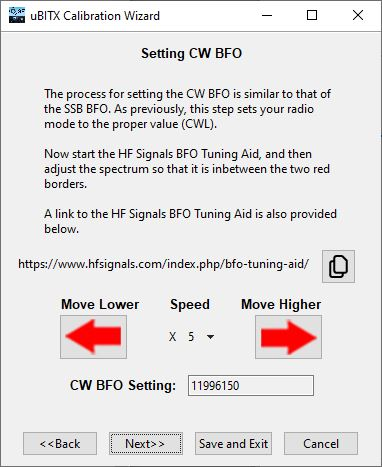 uBITX Calibration Wizard
Setting CW BFO
The process for setting the CW BFO is similar to that of
the SSB BFO. As previously, this step sets your radio
mode to the proper value (CWL).
Now start the HF Signals BFO Tuning Aid, and then
adjust the spectrum so that it is inbetween the two red
borders.
A link to the HF Signals BFO Tuning Aid is also provided
below.
https://www.hfsignals.com/index.php/bfo-tuning-aid/
Move Lower Speed Move Higher
X 5
CW BFO Setting: 11996150
<<Back Next>> Save and Exit Cancel